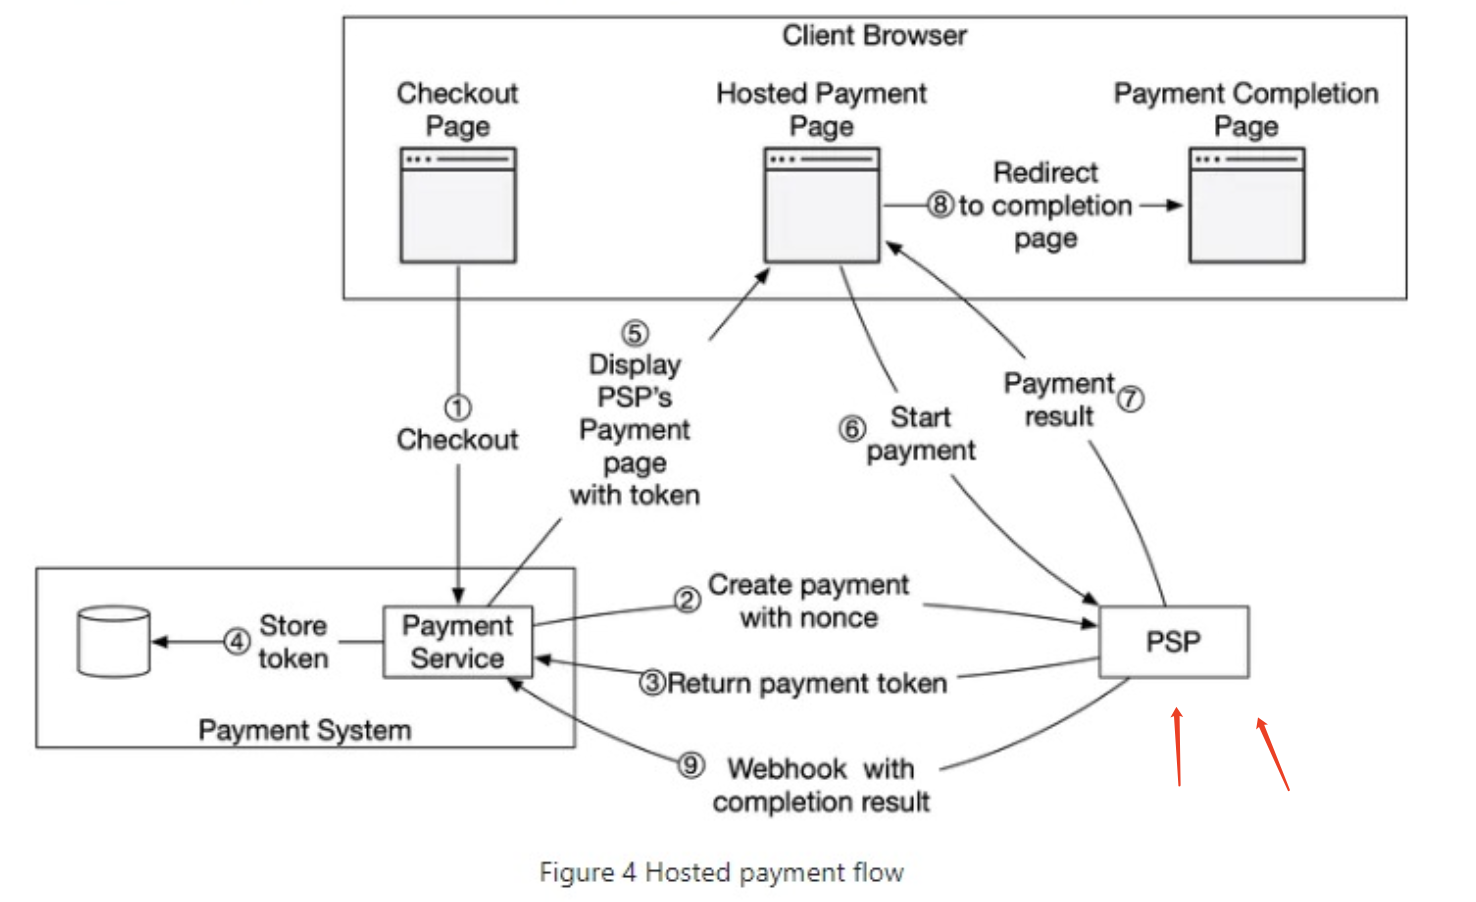 Client Browser
Checkout
Page
Hosted Payment
Page
Payment Completion
Page
Redirect
⑧ to completion
page
①
Checkout
⑤
Display
PSP's
Payment
page
with token
⑥ Start
payment
Payment ⑦
result
② Create payment
with nonce
③ Return payment token
④ Store
token
Payment
Service
PSP
Payment System
⑨ Webhook with
completion result
Figure 4 Hosted payment flow